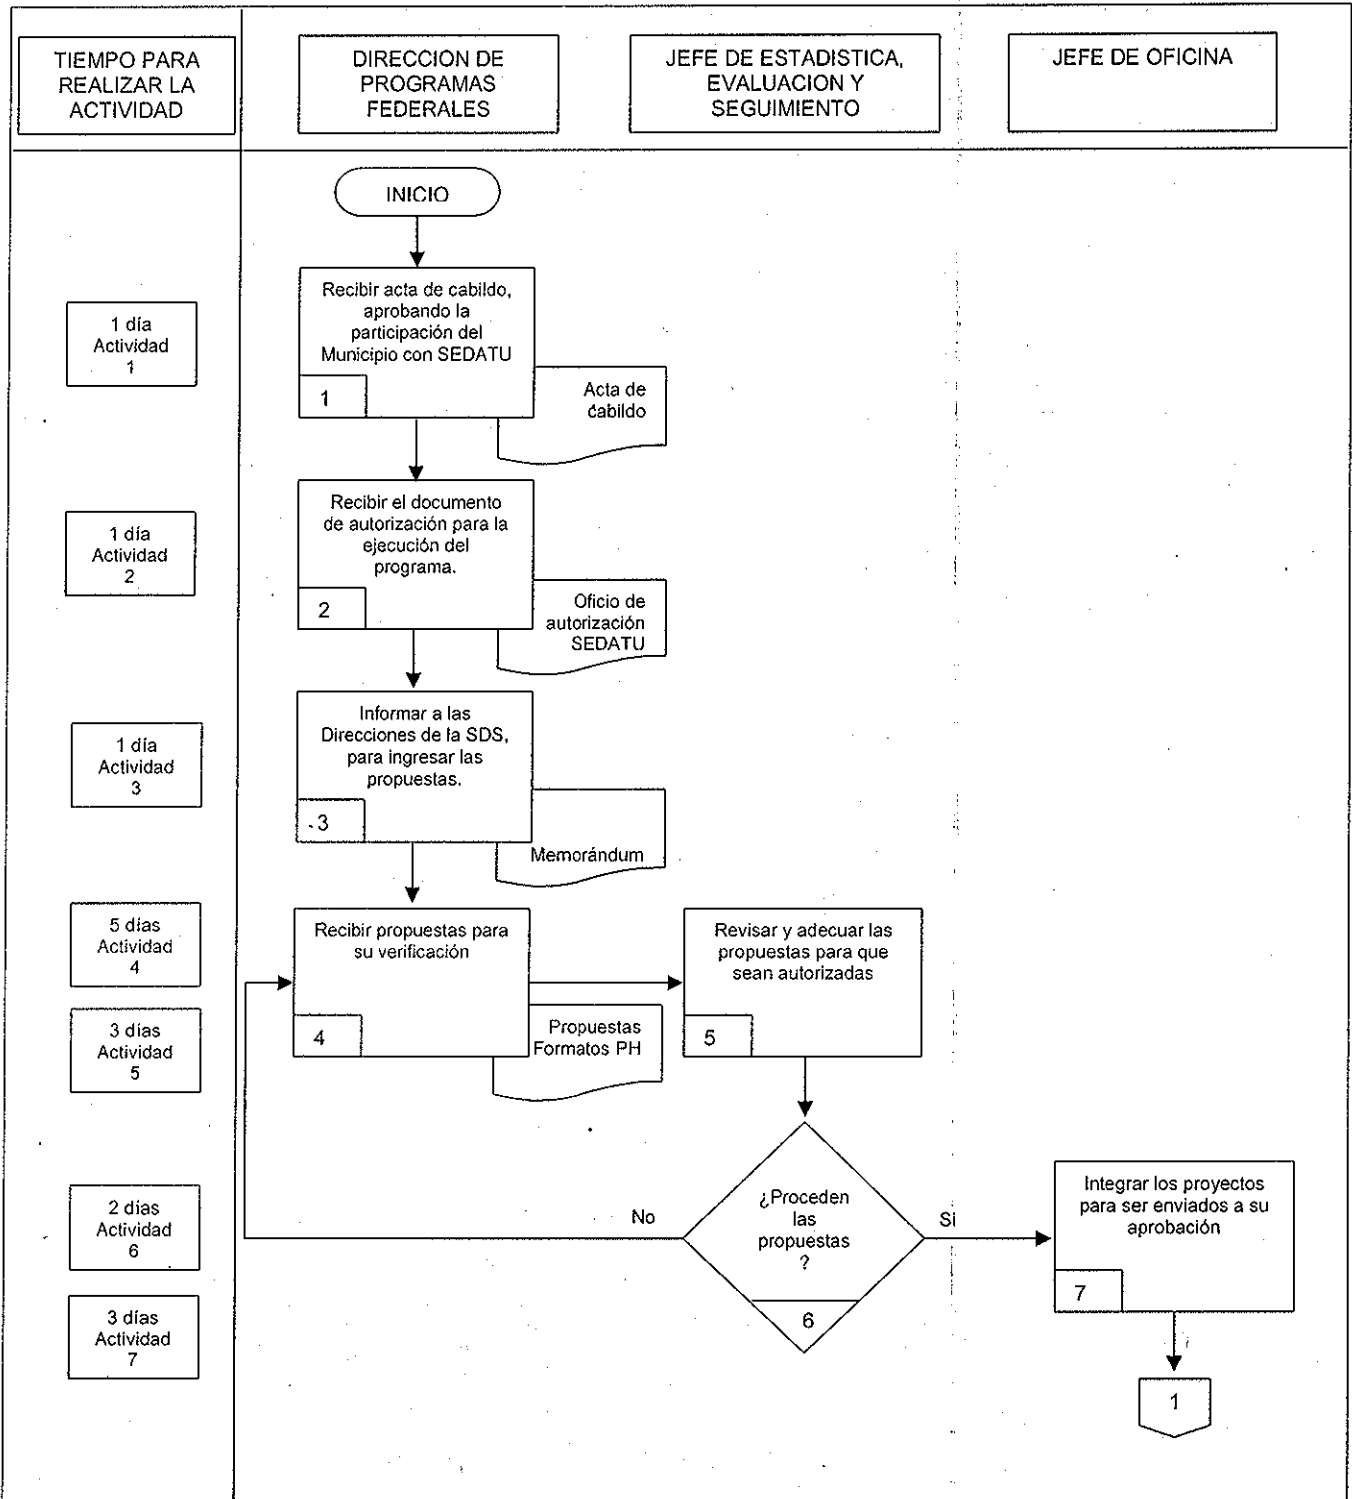 TIEMPO PARA
REALIZAR LA
ACTIVIDAD
DIRECCION DE
PROGRAMAS
FEDERALES
JEFE DE ESTADISTICA,
EVALUACION Y
SEGUIMIENTO
JEFE DE OFICINA
INICIO
1 día
Actividad
1
Recibir acta de cabildo,
aprobando la
participación del
Municipio con SEDATU
1
Acta de
cabildo
1 día
Actividad
2
Recibir el documento
de autorización para la
ejecución del
programa.
2
Oficio de
autorización
SEDATU
1 día
Actividad
3
Informar a las
Direcciones de la SDS,
para ingresar las
propuestas.
3
Memorándum
5 días
Actividad
4
Recibir propuestas para
su verificación
4
Propuestas
Formatos PH
Revisar y adecuar las
propuestas para que
sean autorizadas
5
3 días
Actividad
5
2 días
Actividad
6
No
¿Proceden
las
propuestas
?
6
Si
Integrar los proyectos
para ser enviados a su
aprobación
7
3 días
Actividad
7
1